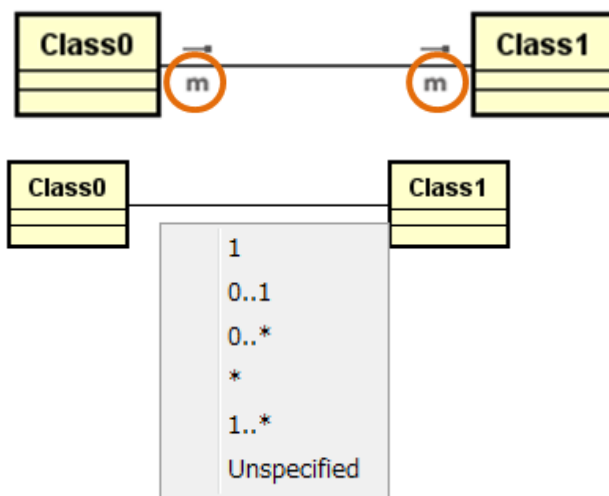 Class0 Class1
m m
Class0 Class1
1
0..1
0..*
*
1..*
Unspecified